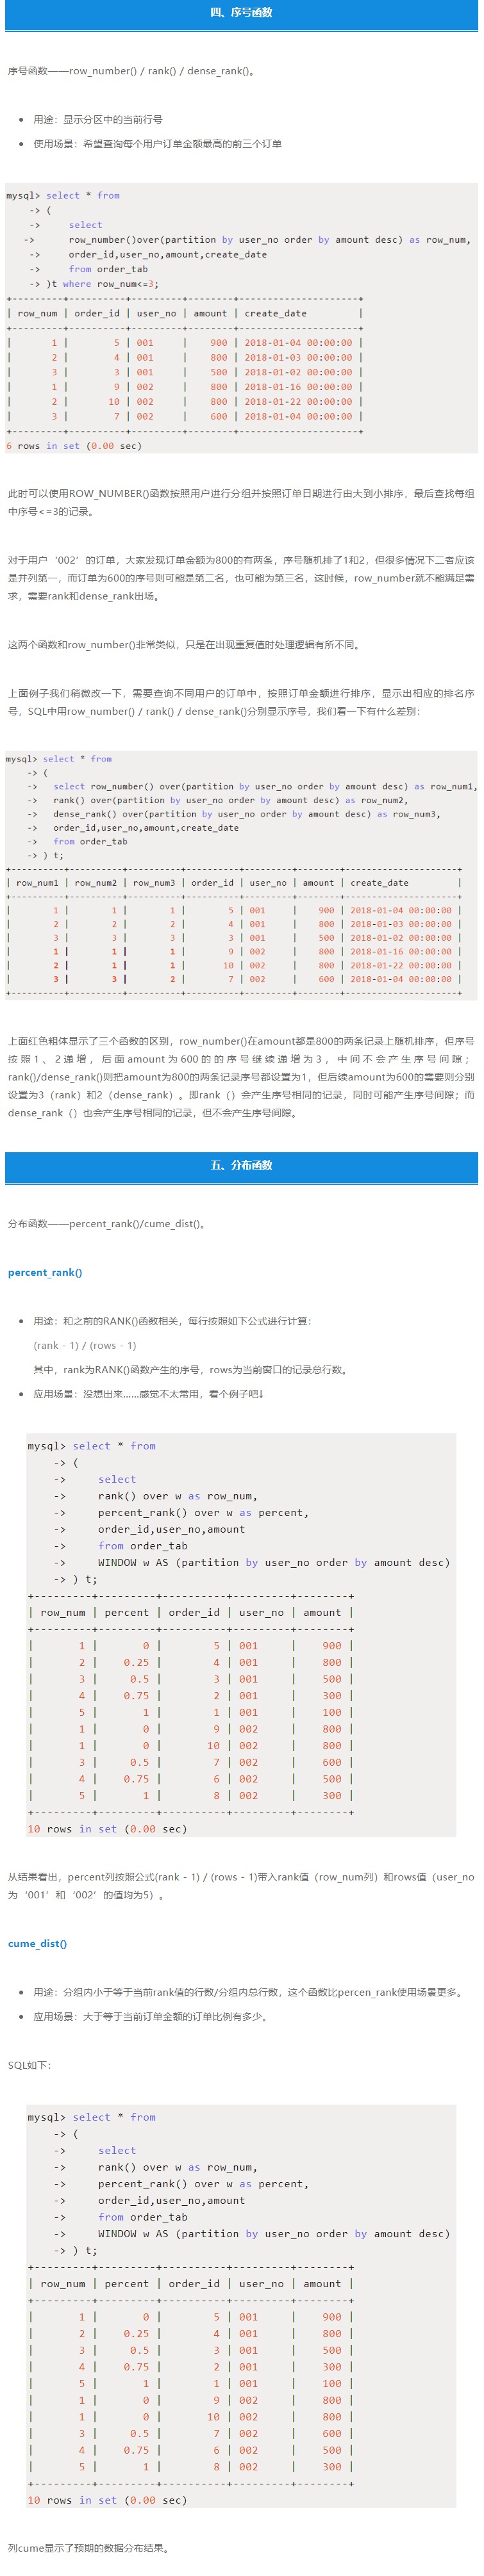 四、序号函数
序号函数——row_number() / rank() / dense_rank()。
• 用途：显示分区中的当前行号
• 使用场景：希望查询每个用户订单金额最高的前三个订单
mysql> select * from
-> (
-> select
-> row_number()over(partition by user_no order by amount desc) as row_num,
-> order_id,user_no,amount,create_date
-> from order_tab
-> )t where row_num<=3;
+---------+----------+---------+--------+---------------------+
| row_num | order_id | user_no | amount | create_date |
+---------+----------+---------+--------+---------------------+
| 1 | 5 | 001 | 900 | 2018-01-04 00:00:00 |
| 2 | 4 | 001 | 800 | 2018-01-03 00:00:00 |
| 3 | 3 | 001 | 500 | 2018-01-02 00:00:00 |
| 1 | 9 | 002 | 800 | 2018-01-16 00:00:00 |
| 2 | 10 | 002 | 800 | 2018-01-22 00:00:00 |
| 3 | 7 | 002 | 600 | 2018-01-04 00:00:00 |
+---------+----------+---------+--------+---------------------+
6 rows in set (0.00 sec)
此时可以使用ROW_NUMBER()函数按照用户进行分组并按照订单日期进行由大到小排序，最后查找每组
中序号<=3的记录。
对于用户‘002’的订单，大家发现订单金额为800的有两条，序号随机排了1和2，但很多情况下二者应该
是并列第一，而订单为600的序号则可能是第二名，也可能为第三名，这时候，row_number就不能满足需
求，需要rank和dense_rank出场。
这两个函数和row_number()非常类似，只是在出现重复值时处理逻辑有所不同。
上面例子我们稍微改一下，需要查询不同用户的订单中，按照订单金额进行排序，显示出相应的排名序
号，SQL中用row_number() / rank() / dense_rank()分别显示序号，我们看一下有什么差别：
mysql> select * from
-> (
-> select row_number() over(partition by user_no order by amount desc) as row_num1,
-> rank() over(partition by user_no order by amount desc) as row_num2,
-> dense_rank() over(partition by user_no order by amount desc) as row_num3,
-> order_id,user_no,amount,create_date
-> from order_tab
-> ) t;
+----------+----------+----------+----------+---------+--------+---------------------+
| row_num1 | row_num2 | row_num3 | order_id | user_no | amount | create_date |
+----------+----------+----------+----------+---------+--------+---------------------+
| 1 | 1 | 1 | 5 | 001 | 900 | 2018-01-04 00:00:00 |
| 2 | 2 | 2 | 4 | 001 | 800 | 2018-01-03 00:00:00 |
| 3 | 3 | 3 | 3 | 001 | 500 | 2018-01-02 00:00:00 |
| 1 | 1 | 1 | 9 | 002 | 800 | 2018-01-16 00:00:00 |
| 2 | 1 | 1 | 10 | 002 | 800 | 2018-01-22 00:00:00 |
| 3 | 3 | 2 | 7 | 002 | 600 | 2018-01-04 00:00:00 |
+----------+----------+----------+----------+---------+--------+---------------------+
上面红色粗体显示了三个函数的区别，row_number()在amount都是800的两条记录上随机排序，但序号
按照1、2递增，后面amount为600的的序号继续递增为3，中间不会产生序号间隙；
rank()/dense_rank()则把amount为800的两条记录序号都设置为1，但后续amount为600的需要则分别
设置为3（rank）和2（dense_rank）。即rank（）会产生序号相同的记录，同时可能产生序号间隙；而
dense_rank（）也会产生序号相同的记录，但不会产生序号间隙。
五、分布函数
分布函数——percent_rank()/cume_dist()。
percent_rank()
• 用途：和之前的RANK()函数相关，每行按照如下公式进行计算：
(rank - 1) / (rows - 1)
其中，rank为RANK()函数产生的序号，rows为当前窗口的记录总行数。
• 应用场景：没想出来……感觉不太常用，看个例子吧↓
mysql> select * from
-> (
-> select
-> rank() over w as row_num,
-> percent_rank() over w as percent,
-> order_id,user_no,amount
-> from order_tab
-> WINDOW w AS (partition by user_no order by amount desc)
-> ) t;
+---------+---------+----------+---------+--------+
| row_num | percent | order_id | user_no | amount |
+---------+---------+----------+---------+--------+
| 1 | 0 | 5 | 001 | 900 |
| 2 | 0.25 | 4 | 001 | 800 |
| 3 | 0.5 | 3 | 001 | 500 |
| 4 | 0.75 | 2 | 001 | 300 |
| 5 | 1 | 1 | 001 | 100 |
| 1 | 0 | 9 | 002 | 800 |
| 1 | 0 | 10 | 002 | 800 |
| 3 | 0.5 | 7 | 002 | 600 |
| 4 | 0.75 | 6 | 002 | 500 |
| 5 | 1 | 8 | 002 | 300 |
+---------+---------+----------+---------+--------+
10 rows in set (0.00 sec)
从结果看出，percent列按照公式(rank - 1) / (rows - 1)带入rank值（row_num列）和rows值（user_no
为‘001’和‘002’的值均为5）。
cume_dist()
• 用途：分组内小于等于当前rank值的行数/分组内总行数，这个函数比percen_rank使用场景更多。
• 应用场景：大于等于当前订单金额的订单比例有多少。
SQL如下：
mysql> select * from
-> (
-> select
-> rank() over w as row_num,
-> percent_rank() over w as percent,
-> order_id,user_no,amount
-> from order_tab
-> WINDOW w AS (partition by user_no order by amount desc)
-> ) t;
+---------+---------+----------+---------+--------+
| row_num | percent | order_id | user_no | amount |
+---------+---------+----------+---------+--------+
| 1 | 0 | 5 | 001 | 900 |
| 2 | 0.25 | 4 | 001 | 800 |
| 3 | 0.5 | 3 | 001 | 500 |
| 4 | 0.75 | 2 | 001 | 300 |
| 5 | 1 | 1 | 001 | 100 |
| 1 | 0 | 9 | 002 | 800 |
| 1 | 0 | 10 | 002 | 800 |
| 3 | 0.5 | 7 | 002 | 600 |
| 4 | 0.75 | 6 | 002 | 500 |
| 5 | 1 | 8 | 002 | 300 |
+---------+---------+----------+---------+--------+
10 rows in set (0.00 sec)
列cume显示了预期的数据分布结果。